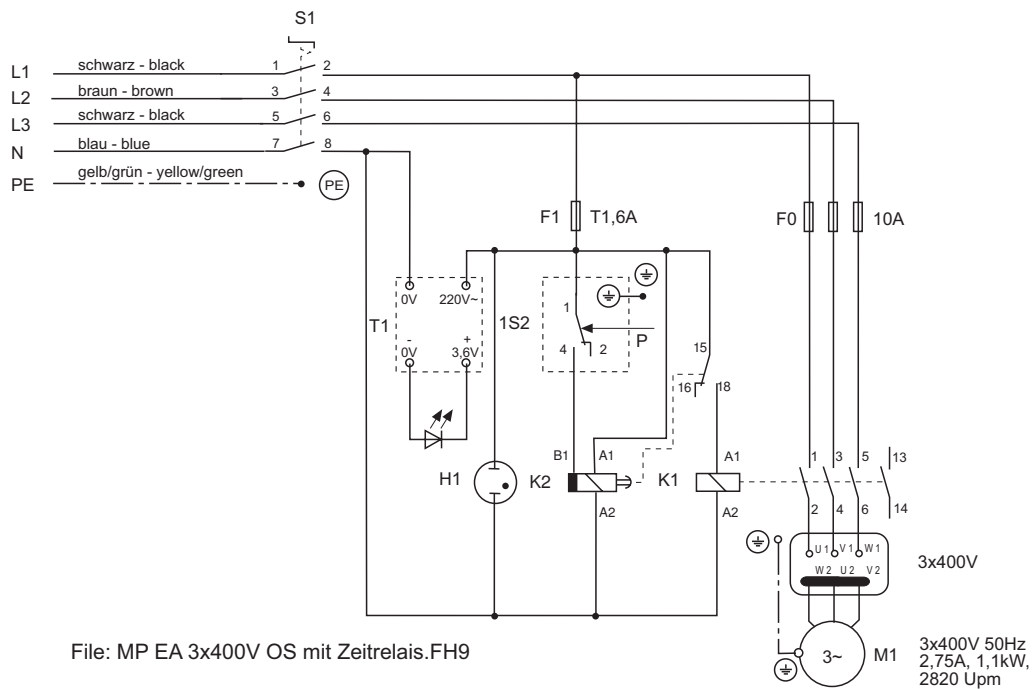 S1
L1 schwarz - black 1 2
L2 braun - brown 3 4
L3 schwarz - black 5 6
N blau - blue 7 8
PE gelb/grün - yellow/green PE
F1 T1,6A F0 10A
0V 220V~ 1S2 1
T1 4 2 P
- +
0V 3,6V
15
16 18
B1 A1 A1 1 3 5 13
H1 K2 K1
A2 A2 2 4 6 14
U1 V1 W1
W2 U2 V2
3x400V
File: MP EA 3x400V OS mit Zeitrelais.FH9
3~ M1
3x400V 50Hz
2,75A, 1,1kW,
2820 Upm